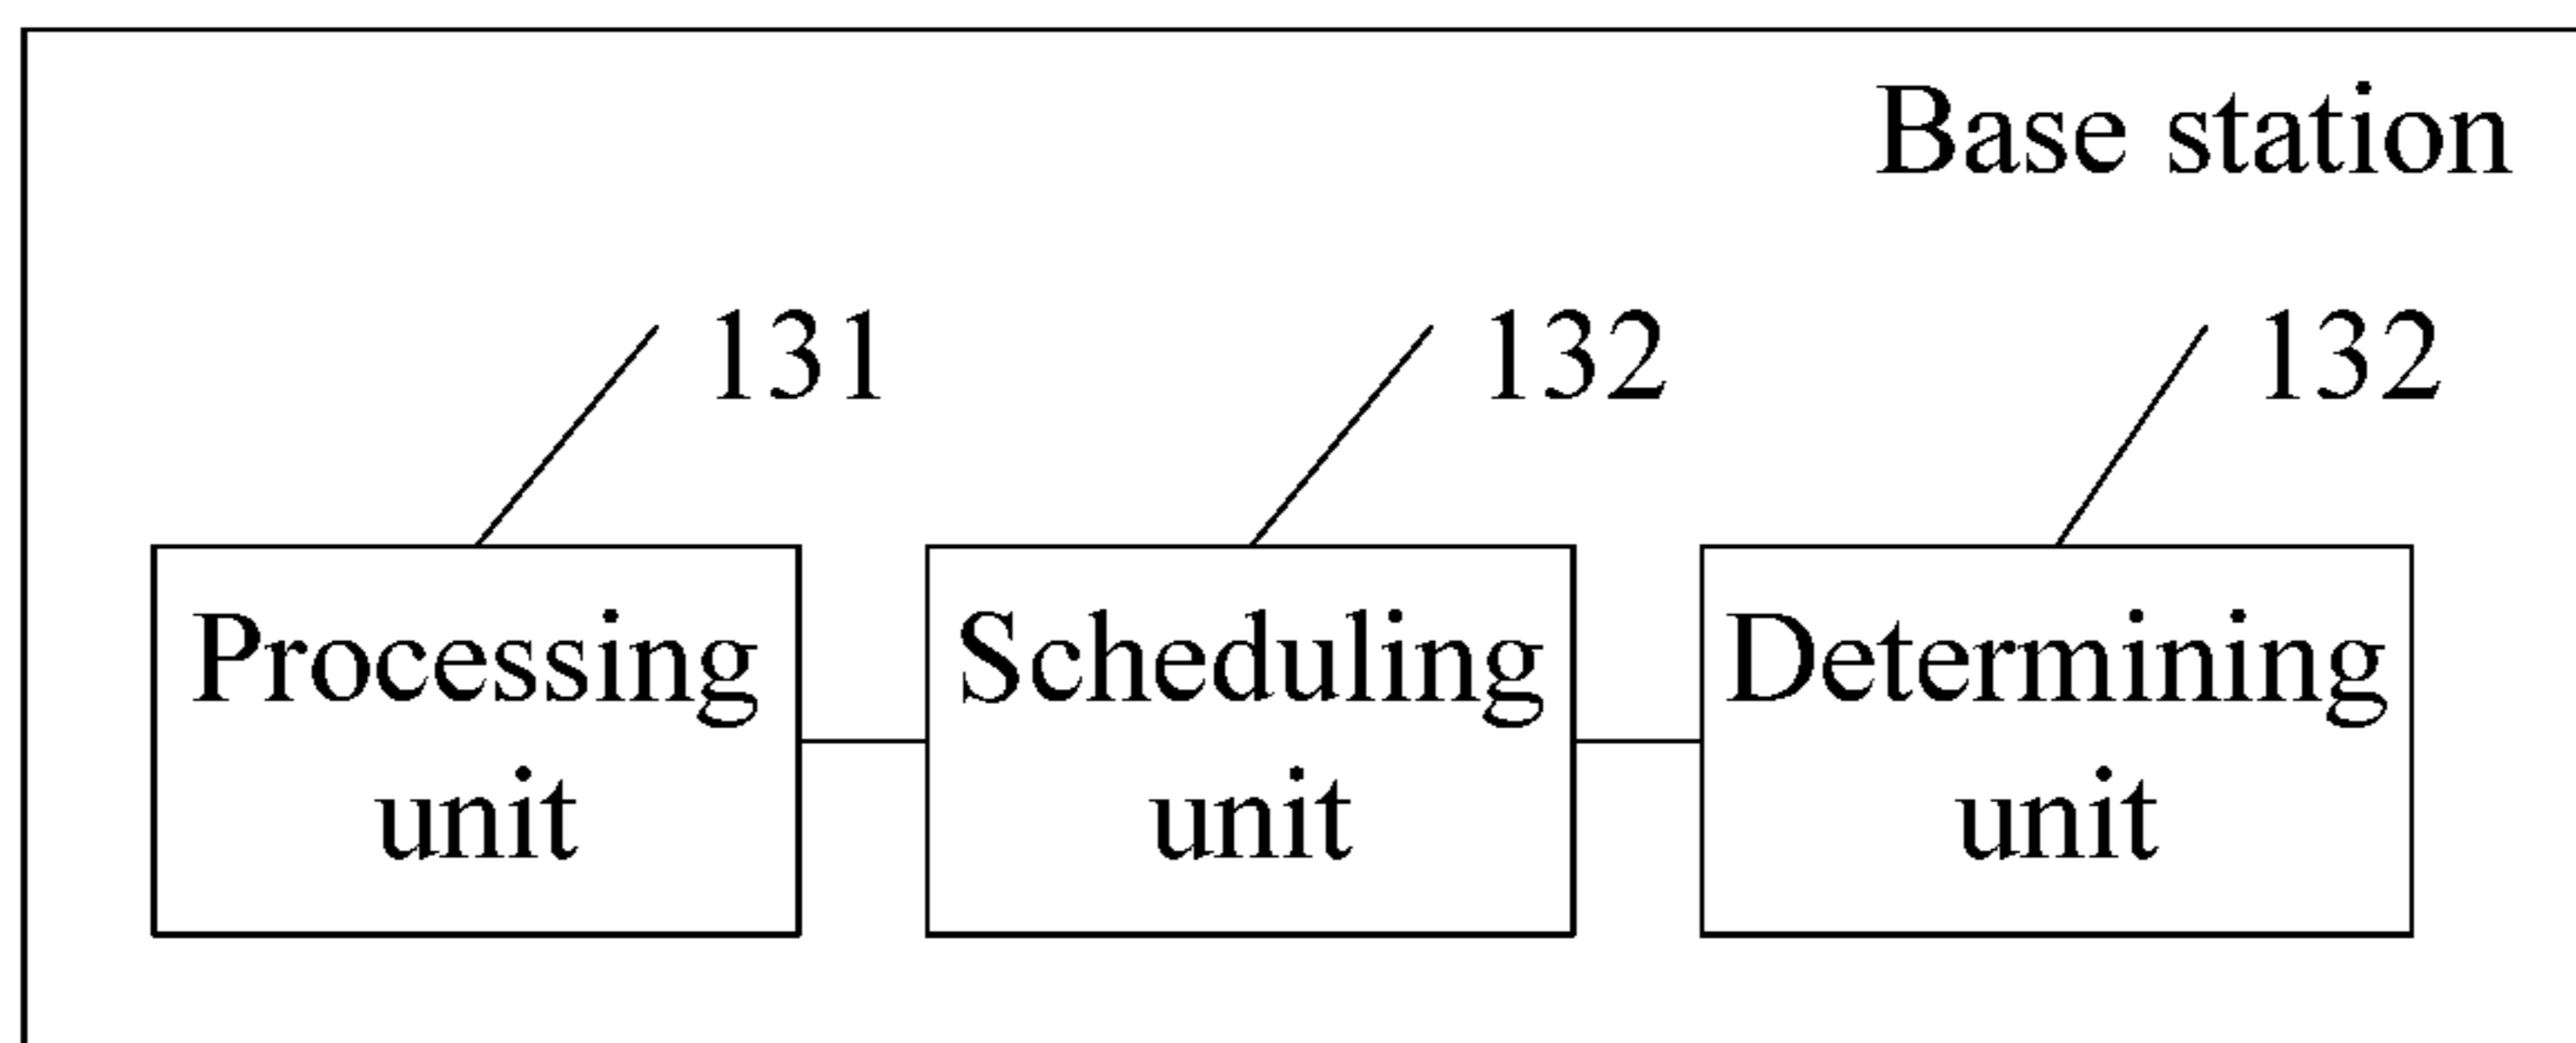 Base station
131
132
132
Processing
unit
Scheduling
unit
Determining
unit